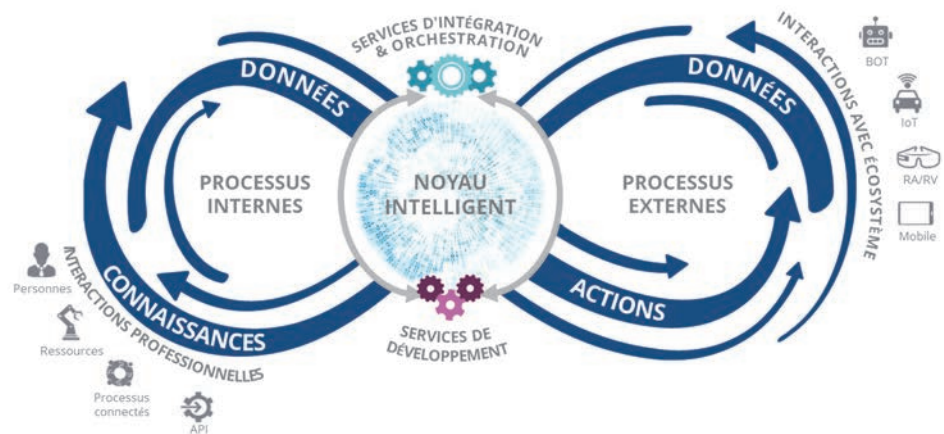 SERVICES D'INTÉGRATION
& ORCHESTRATION
DONNÉES
PROCESSUS
INTERNES
CONNAISSANCES
INTERACTIONS PROFESSIONNELLES
Personnes
Ressources
Processus
connectés
API
NOYAU
INTELLIGENT
SERVICES DE
DÉVELOPPEMENT
DONNÉES
PROCESSUS
EXTERNES
ACTIONS
INTERACTIONS AVEC ÉCOSYSTÈME
BOT
IoT
RA/RV
Mobile